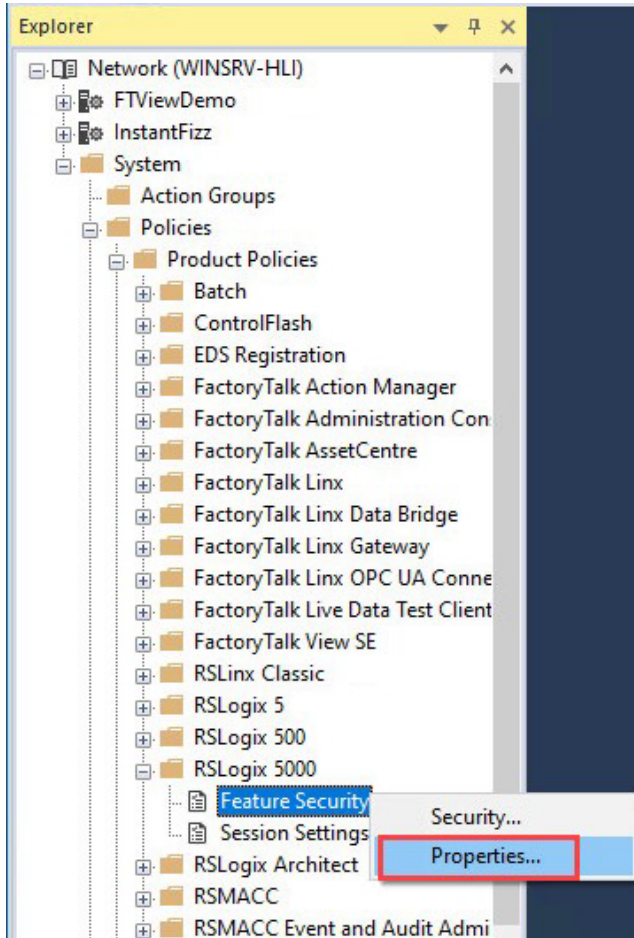 Explorer
Network (WINSRV-HLI)
FTViewDemo
InstantFizz
System
Action Groups
Policies
Product Policies
Batch
ControlFlash
EDS Registration
FactoryTalk Action Manager
FactoryTalk Administration Con
FactoryTalk AssetCentre
FactoryTalk Linx
FactoryTalk Linx Data Bridge
FactoryTalk Linx Gateway
FactoryTalk Linx OPC UA Conne
FactoryTalk Live Data Test Client
FactoryTalk View SE
RSLinx Classic
RSLogix 5
RSLogix 500
RSLogix 5000
Feature Security
Security...
Session Settings
Properties...
RSLogix Architect
RSMACC
RSMACC Event and Audit Admi